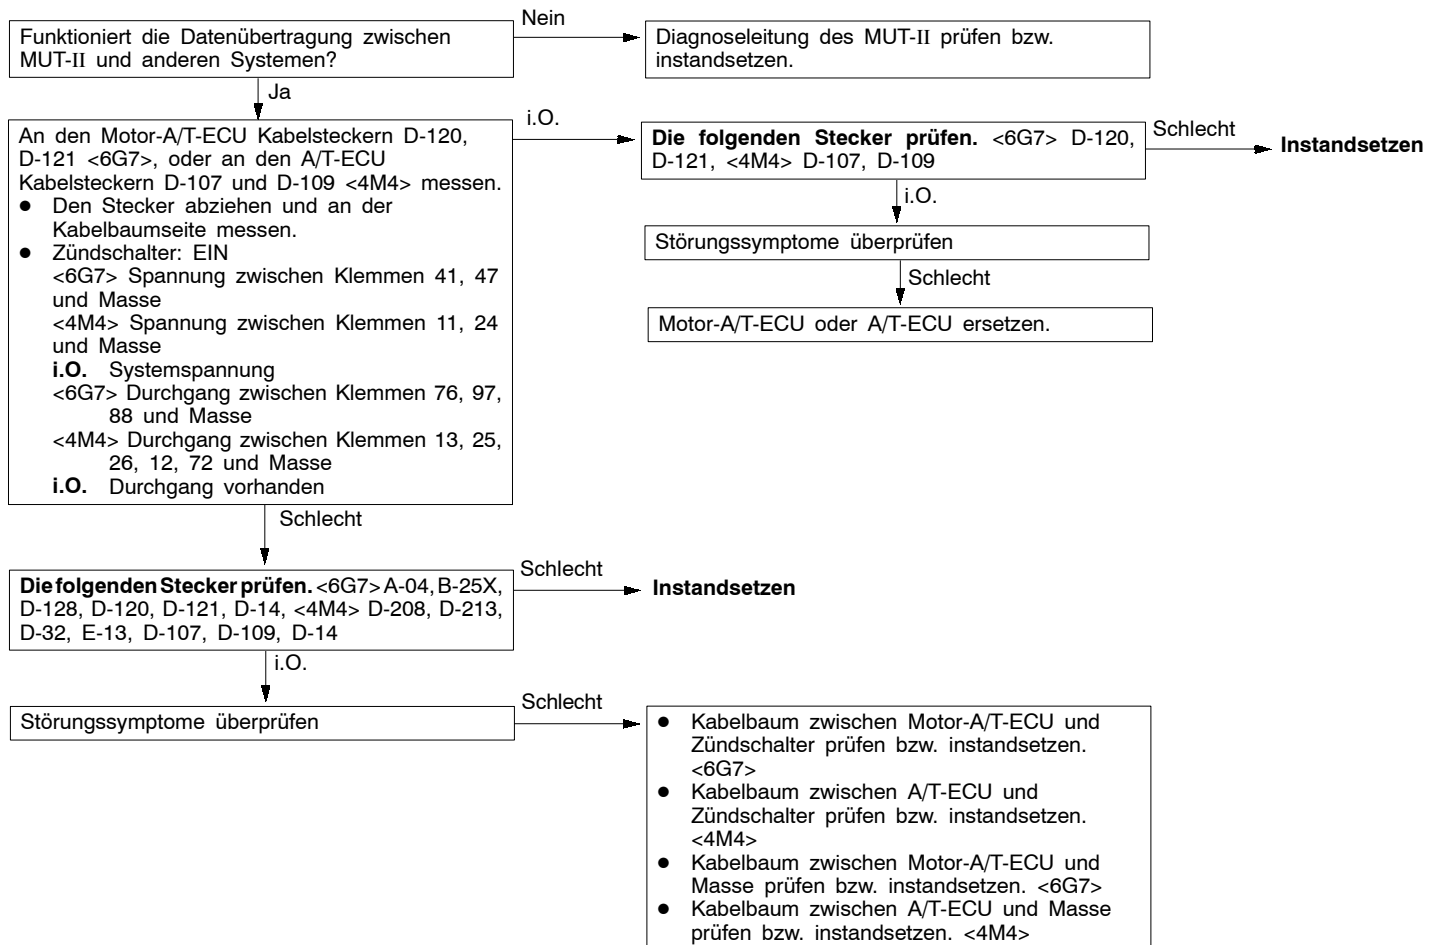 Funktioniert die Datenübertragung zwischen
MUT-II und anderen Systemen?
Nein
Diagnoseleitung des MUT-II prüfen bzw.
instandsetzen.
Ja
An den Motor-A/T-ECU Kabelsteckern D-120,
D-121 <6G7>, oder an den A/T-ECU
Kabelsteckern D-107 und D-109 <4M4> messen.
● Den Stecker abziehen und an der
Kabelbaumseite messen.
● Zündschalter: EIN
<6G7> Spannung zwischen Klemmen 41, 47
und Masse
<4M4> Spannung zwischen Klemmen 11, 24
und Masse
i.O. Systemspannung
<6G7> Durchgang zwischen Klemmen 76, 97,
88 und Masse
<4M4> Durchgang zwischen Klemmen 13, 25,
26, 12, 72 und Masse
i.O. Durchgang vorhanden
i.O.
Die folgenden Stecker prüfen. <6G7> D-120,
D-121, <4M4> D-107, D-109
Schlecht
Instandsetzen
i.O.
Störungssymptome überprüfen
Schlecht
Motor-A/T-ECU oder A/T-ECU ersetzen.
Schlecht
Die folgenden Stecker prüfen. <6G7> A-04, B-25X,
D-128, D-120, D-121, D-14, <4M4> D-208, D-213,
D-32, E-13, D-107, D-109, D-14
Schlecht
Instandsetzen
i.O.
Störungssymptome überprüfen
Schlecht
● Kabelbaum zwischen Motor-A/T-ECU und
Zündschalter prüfen bzw. instandsetzen.
<6G7>
● Kabelbaum zwischen A/T-ECU und
Zündschalter prüfen bzw. instandsetzen.
<4M4>
● Kabelbaum zwischen Motor-A/T-ECU und
Masse prüfen bzw. instandsetzen. <6G7>
● Kabelbaum zwischen A/T-ECU und Masse
prüfen bzw. instandsetzen. <4M4>